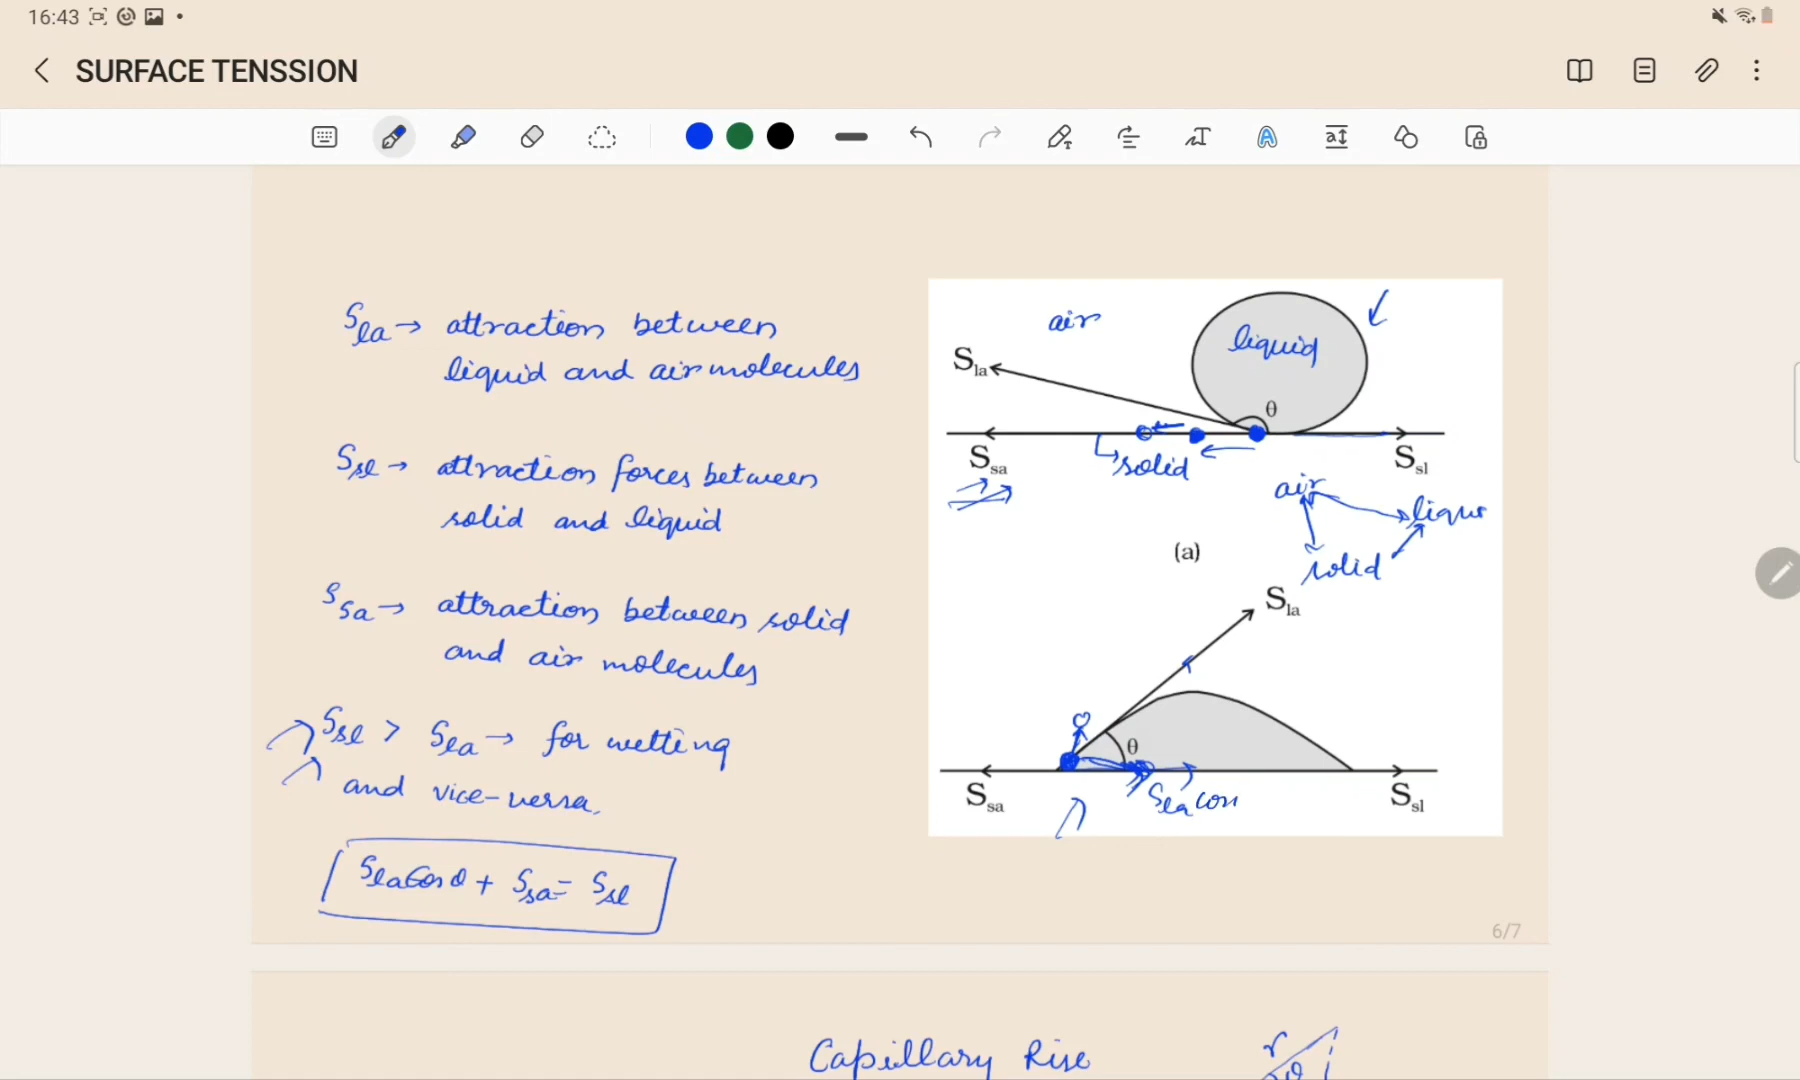 16:43
SURFACE TENSSION
Sla → attraction between
liquid and air molecules
Ssl → attraction forces between
solid and liquid
Ssa → attraction between solid
and air molecules
Ssl > Sla → for wetting
and vice-versa.
Sla Cos θ + Ssa = Ssl
air
liquid
Sla
θ
Ssa
solid
Ssl
air
solid
(a)
Sla
θ
Ssa
Sla cos
Ssl
6/7
Capillary Rise
r
θ